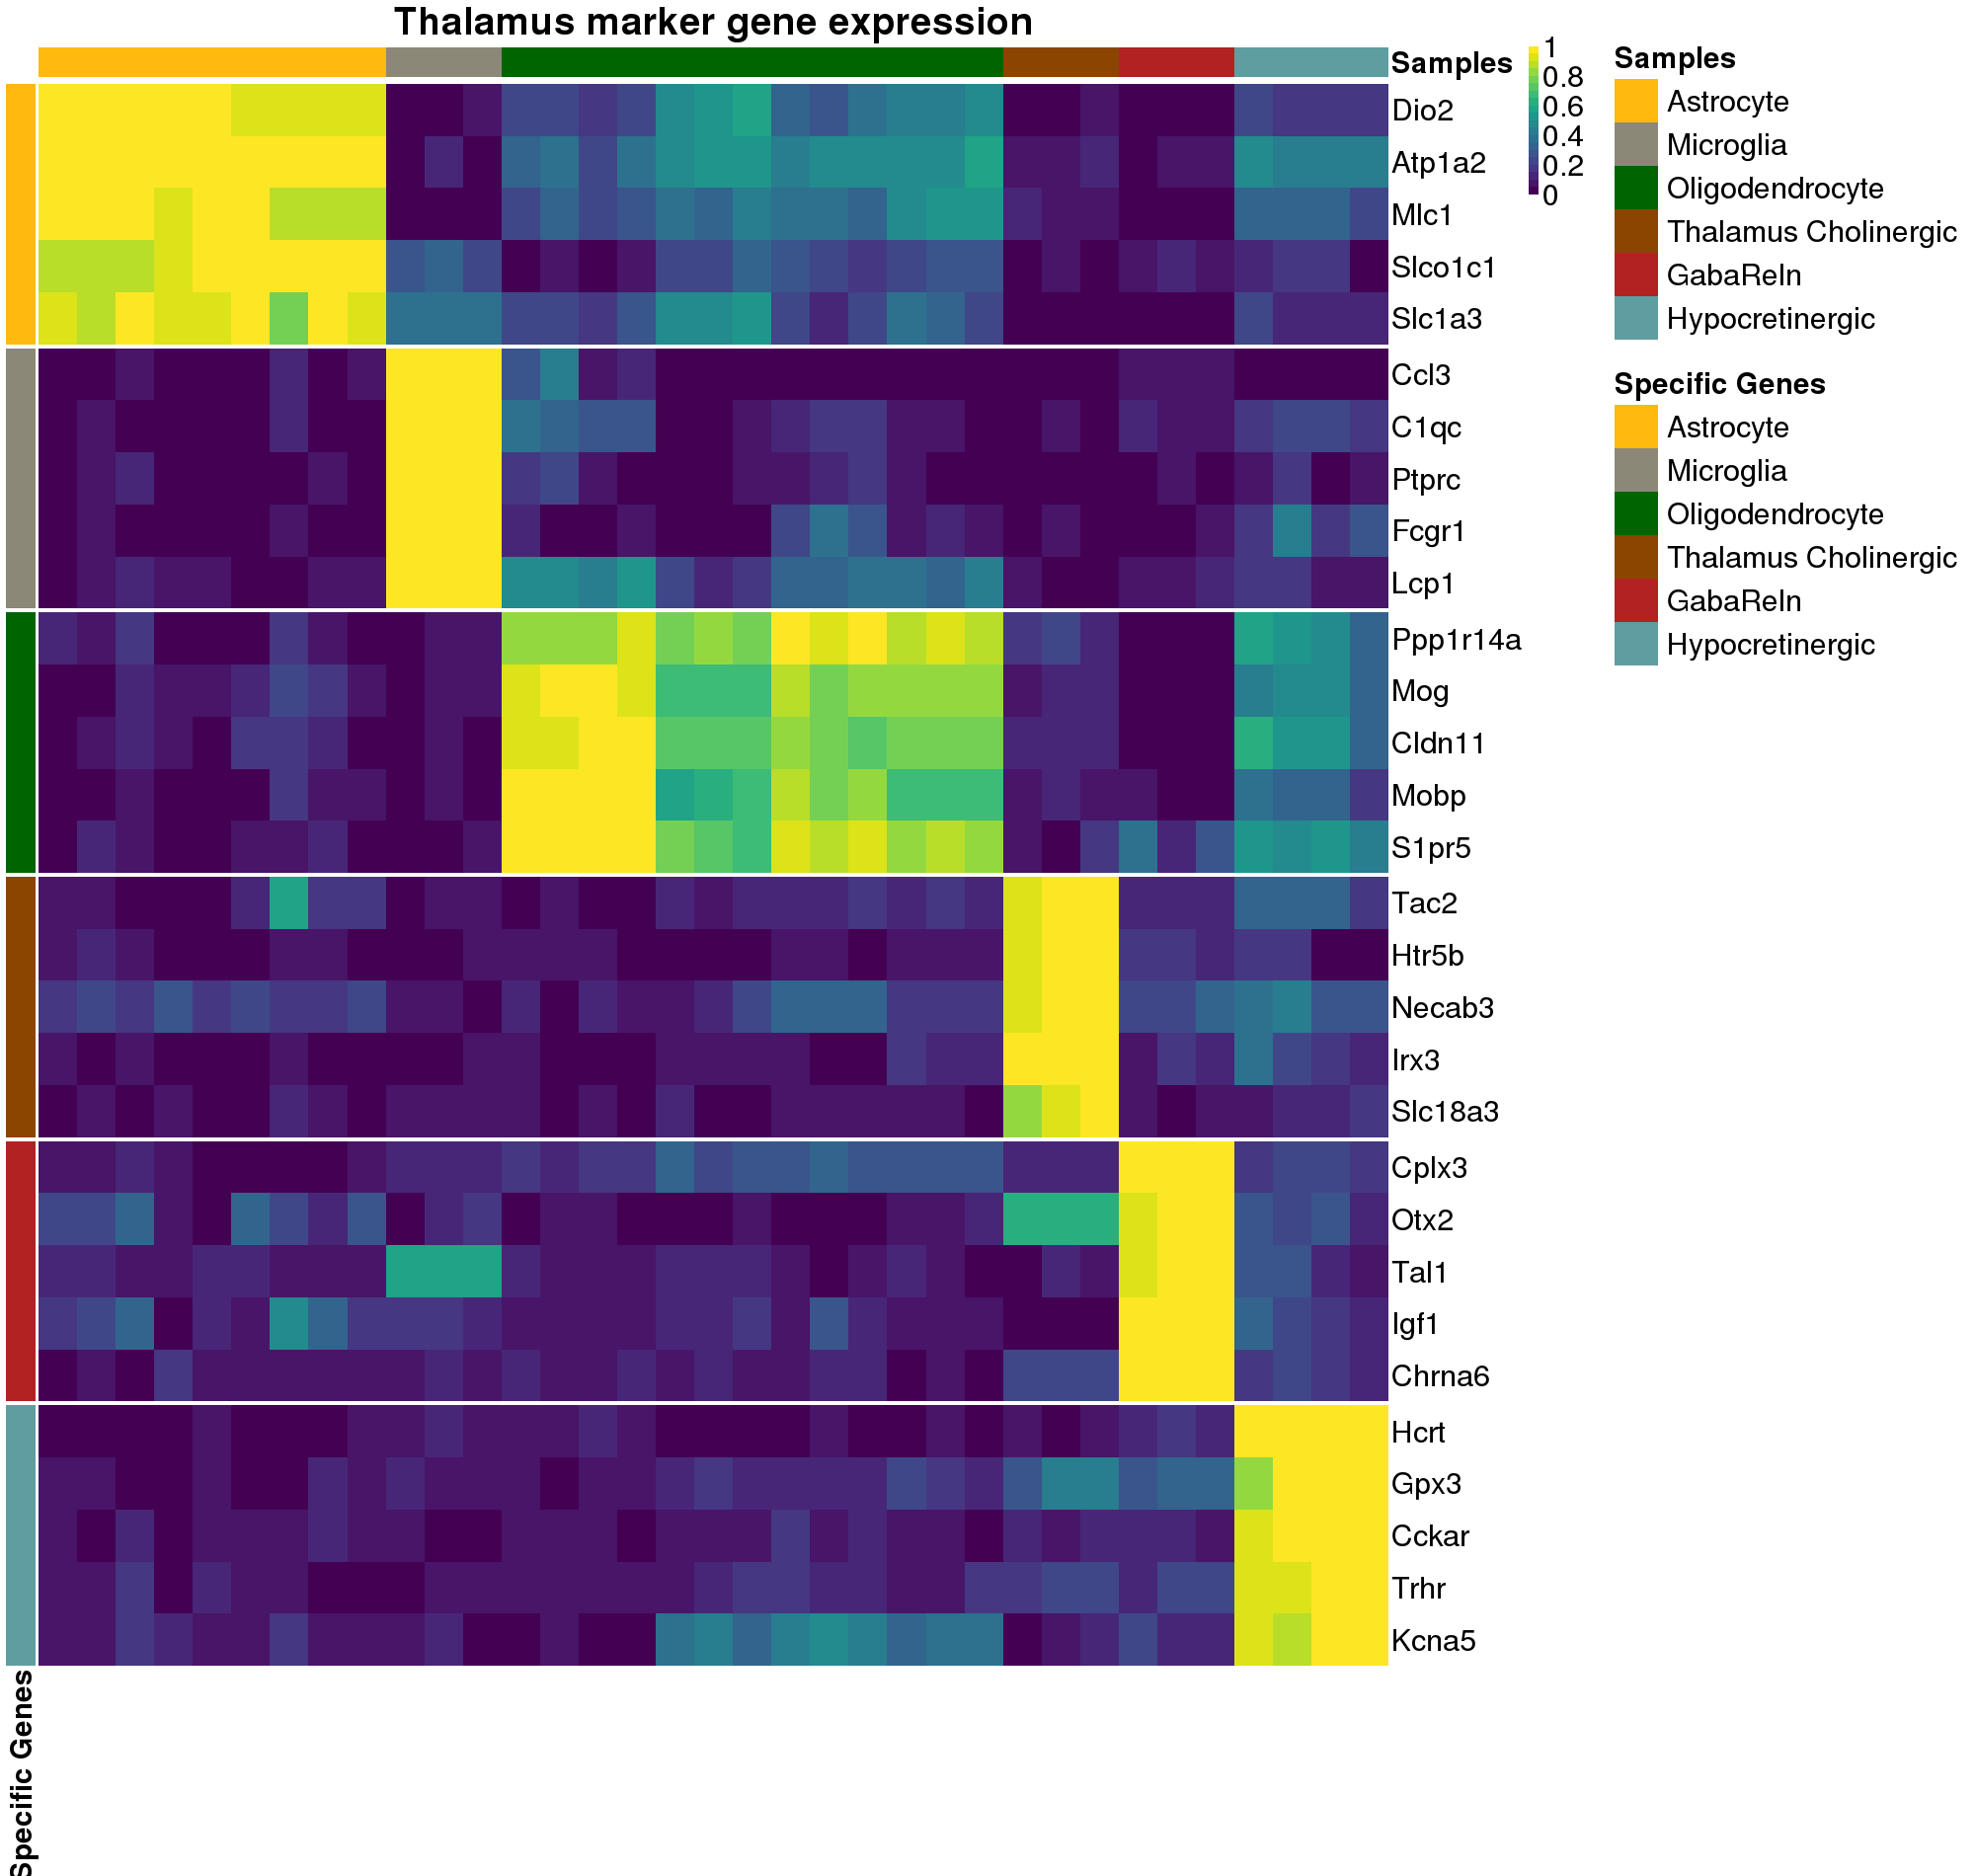 Thalamus marker gene expression
Samples
1
0.8
0.6
0.4
0.2
0
Dio2
Atp1a2
Mlc1
Slco1c1
Slc1a3
Ccl3
C1qc
Ptprc
Fcgr1
Lcp1
Ppp1r14a
Mog
Cldn11
Mobp
S1pr5
Tac2
Htr5b
Necab3
Irx3
Slc18a3
Cplx3
Otx2
Tal1
Igf1
Chrna6
Hcrt
Gpx3
Cckar
Trhr
Kcna5
Specific Genes
Samples
Astrocyte
Microglia
Oligodendrocyte
Thalamus Cholinergic
GabaReln
Hypocretinergic
Specific Genes
Astrocyte
Microglia
Oligodendrocyte
Thalamus Cholinergic
GabaReln
Hypocretinergic